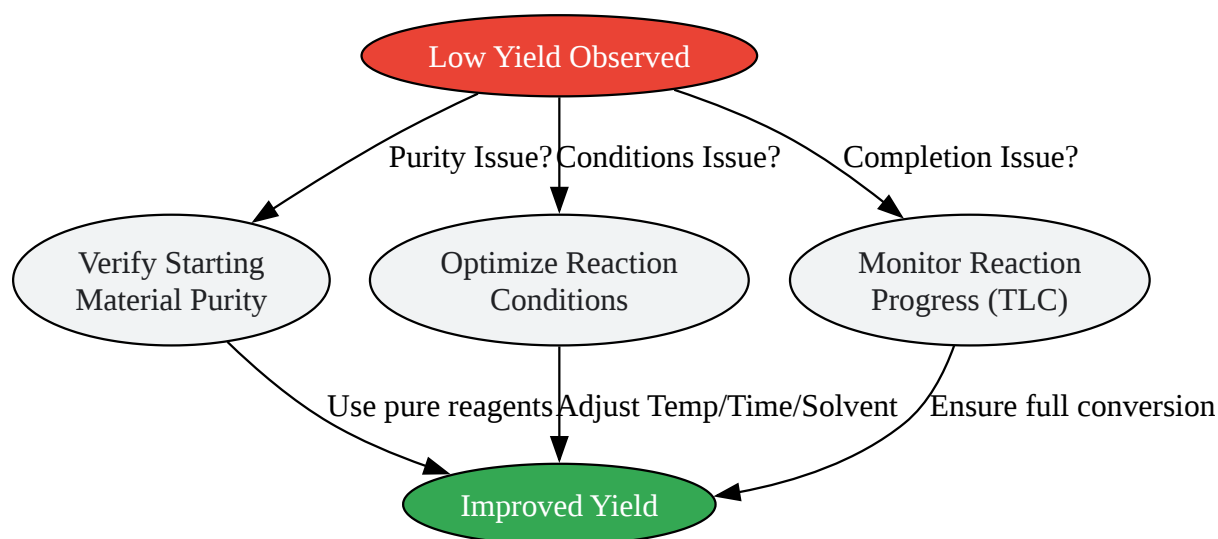 Low Yield Observed
Purity Issue?
Conditions Issue?
Completion Issue?
Verify Starting
Material Purity
Optimize Reaction
Conditions
Monitor Reaction
Progress (TLC)
Use pure reagents
Adjust Temp/Time/Solvent
Ensure full conversion
Improved Yield